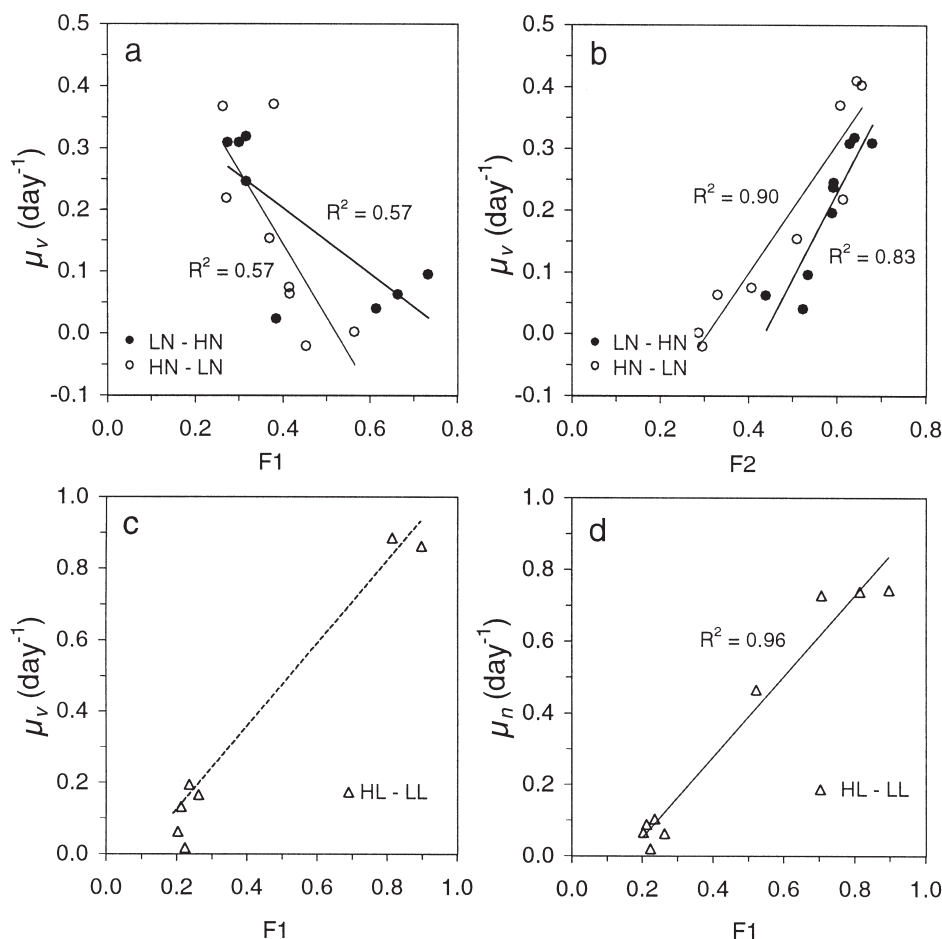 a
0.5
0.4
0.3
0.2
0.1
0.0
-0.1
μv (day-1)
R2 = 0.57
R2 = 0.57
LN - HN
HN - LN
0.0 0.2 0.4 0.6 0.8
F1
b
0.5
0.4
0.3
0.2
0.1
0.0
-0.1
μv (day-1)
R2 = 0.90
R2 = 0.83
LN - HN
HN - LN
0.0 0.2 0.4 0.6 0.8
F2
c
1.0
0.8
0.6
0.4
0.2
0.0
μv (day-1)
HL - LL
0.0 0.2 0.4 0.6 0.8 1.0
F1
d
1.0
0.8
0.6
0.4
0.2
0.0
μn (day-1)
R2 = 0.96
HL - LL
0.0 0.2 0.4 0.6 0.8 1.0
F1